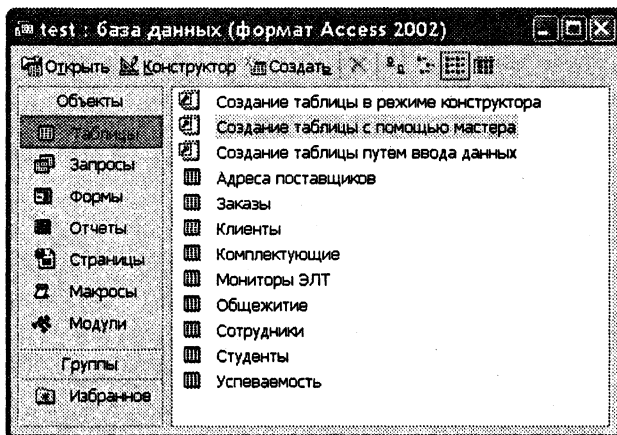 test : база данных (формат Access 2002)
Открыть Конструктор Создать
Объекты
Таблицы
Запросы
Формы
Отчеты
Страницы
Макросы
Модули
Группы
Избранное
Создание таблицы в режиме конструктора
Создание таблицы с помощью мастера
Создание таблицы путем ввода данных
Адреса поставщиков
Заказы
Клиенты
Комплектующие
Мониторы ЭЛТ
Общежитие
Сотрудники
Студенты
Успеваемость